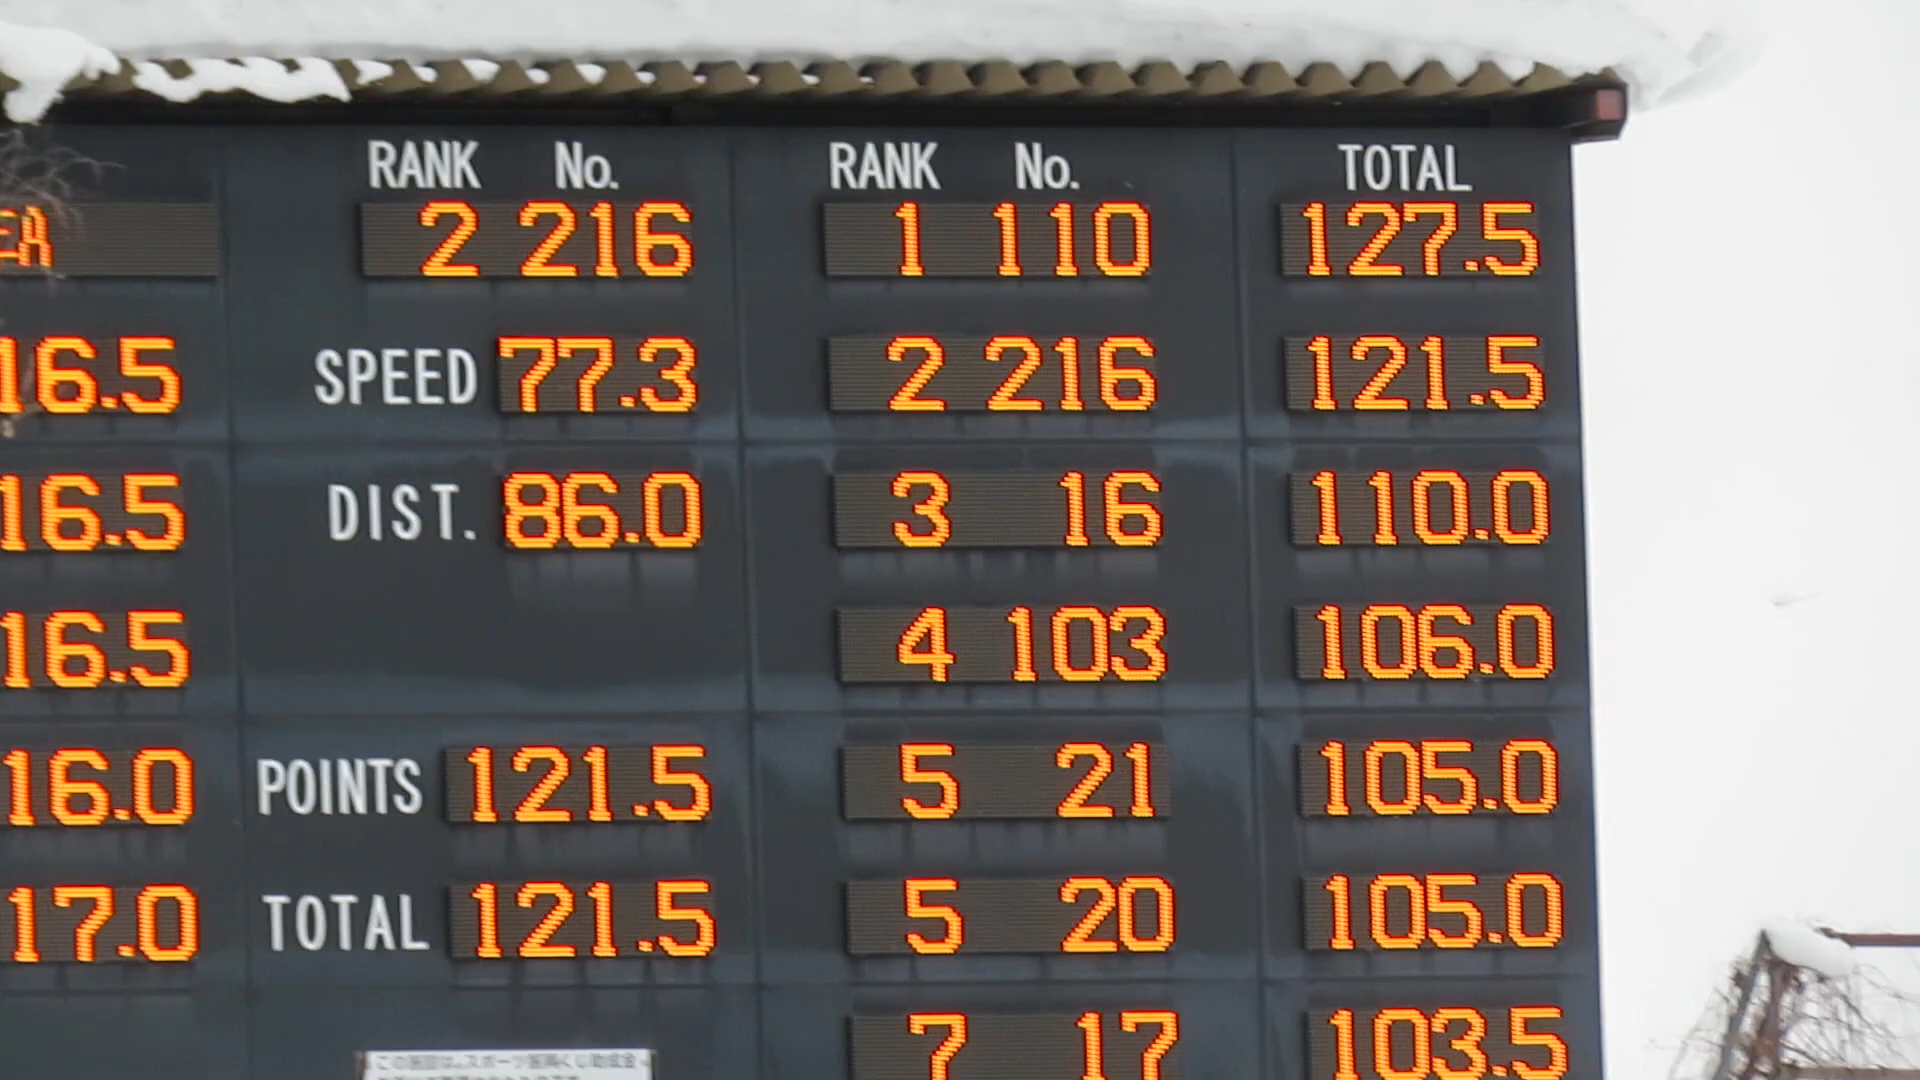 RANK No. RANK No. TOTAL
2 216 1 110 127.5
16.5 SPEED 77.3 2 216 121.5
16.5 DIST. 86.0 3 16 110.0
16.5 4 103 106.0
16.0 POINTS 121.5 5 21 105.0
17.0 TOTAL 121.5 5 20 105.0
7 17 103.5